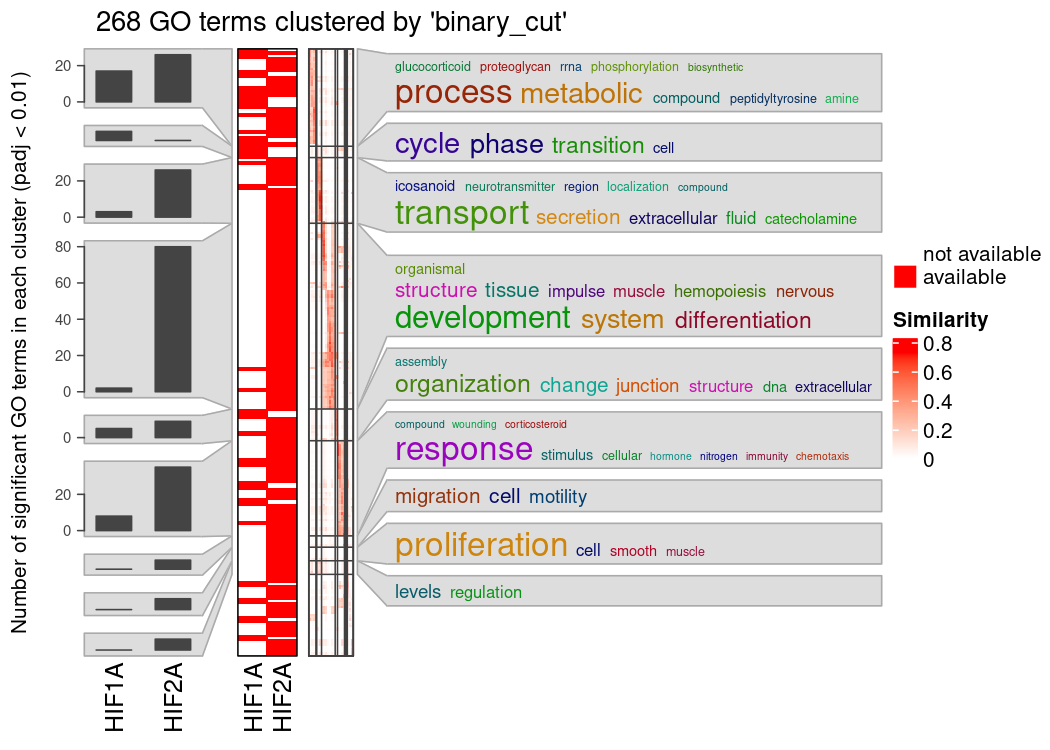 268 GO terms clustered by 'binary_cut'
Number of significant GO terms in each cluster (padj < 0.01)
20
0
20
0
80
60
40
20
0
0
20
0
HIF1A
HIF2A
HIF1A
HIF2A
glucocorticoid proteoglycan rrna phosphorylation biosynthetic
process metabolic compound peptidyltyrosine amine
cycle phase transition cell
icosanoid neurotransmitter region localization compound
transport secretion extracellular fluid catecholamine
organismal
structure tissue impulse muscle hemopoiesis nervous
development system differentiation
assembly
organization change junction structure dna extracellular
compound wounding corticosteroid
response stimulus cellular hormone nitrogen immunity chemotaxis
migration cell motility
proliferation cell smooth muscle
levels regulation
not available
available
Similarity
0.8
0.6
0.4
0.2
0